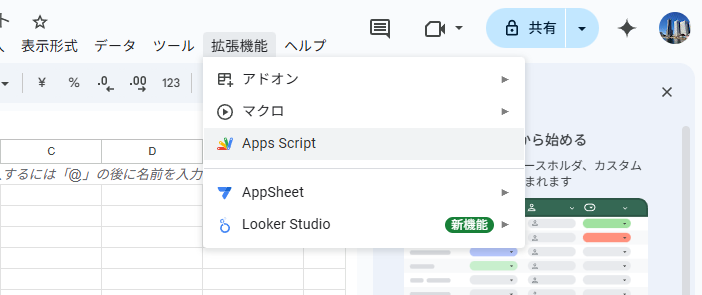 ト
表示形式 データ ツール 拡張機能 ヘルプ
共有
¥ % .0 .00 123
アドオン
マクロ
Apps Script
AppSheet
Looker Studio 新機能
から始める
ースホルダ、カスタム
まれます
C D
入するには「@」の後に名前を入力